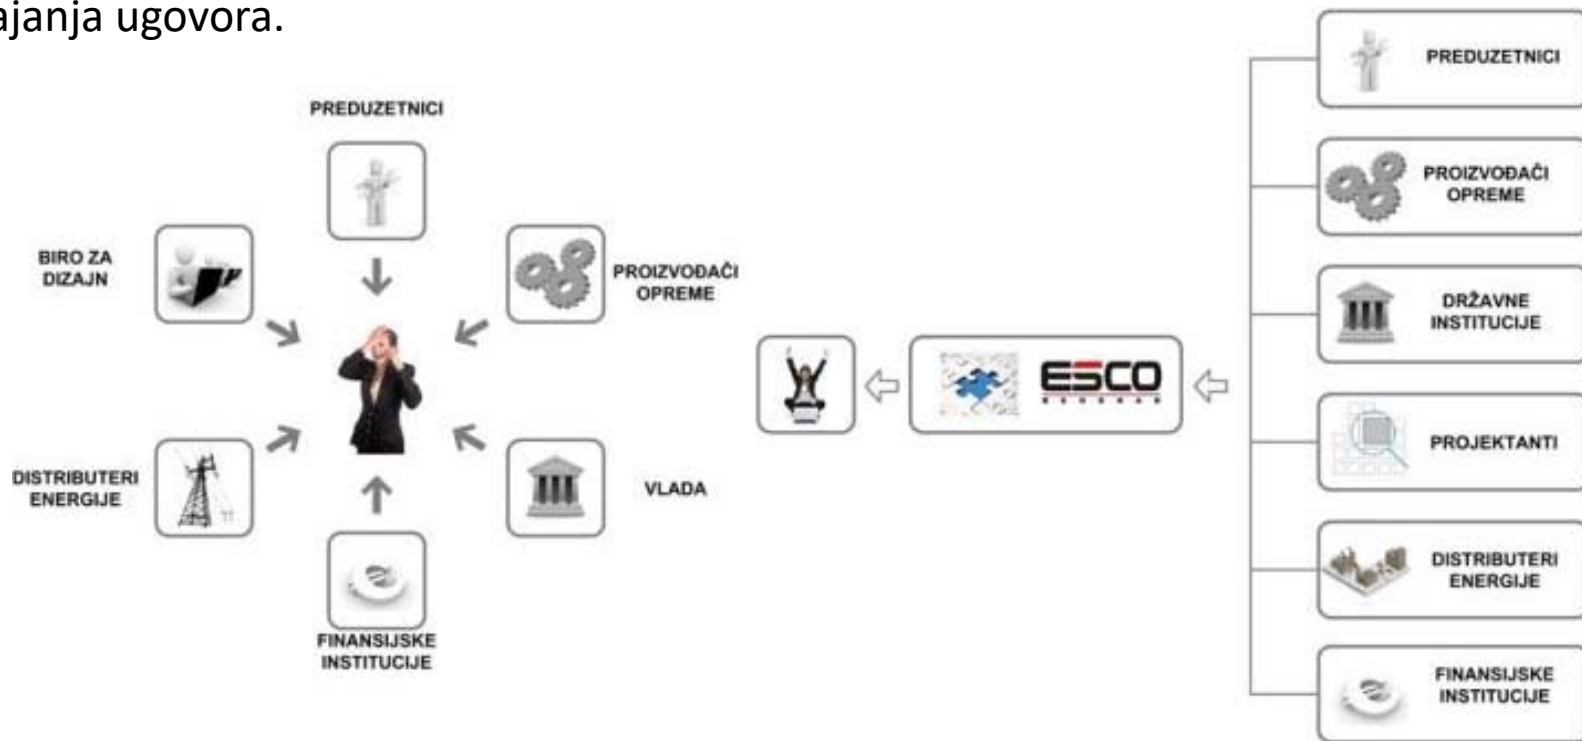 ajanja ugovora.
PREDUZETNICI
BIRO ZA
DIZAJN
PROIZVOĐAČI
OPREME
DISTRIBUTERI
ENERGIJE
VLADA
FINANSIJSKE
INSTITUCIJE
ESCO
BEOGRAD
PREDUZETNICI
PROIZVOĐAČI
OPREME
DRŽAVNE
INSTITUCIJE
PROJEKTANTI
DISTRIBUTERI
ENERGIJE
FINANSIJSKE
INSTITUCIJE